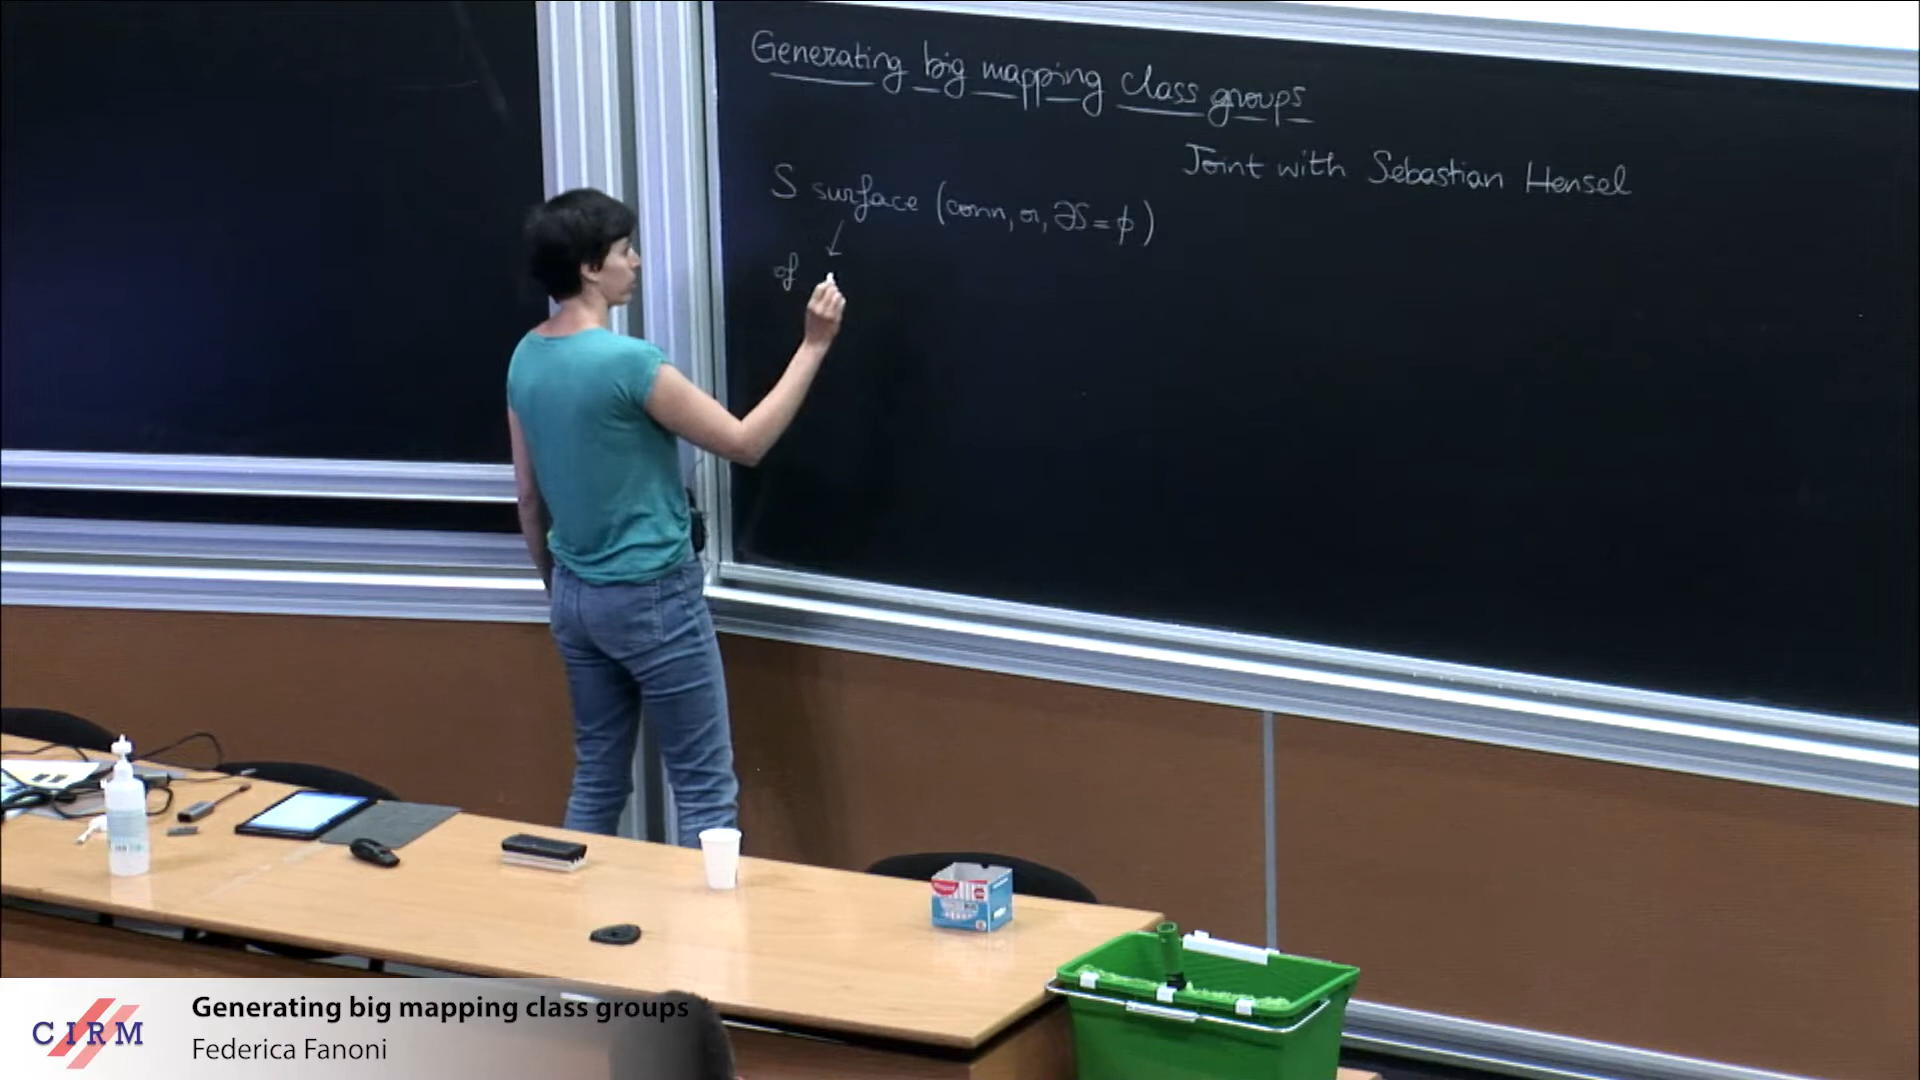 Generating big mapping class groups
Joint with Sebastian Hensel
S surface (conn, or, ∂S = ϕ)
↙
of
CIRM
Generating big mapping class groups
Federica Fanoni